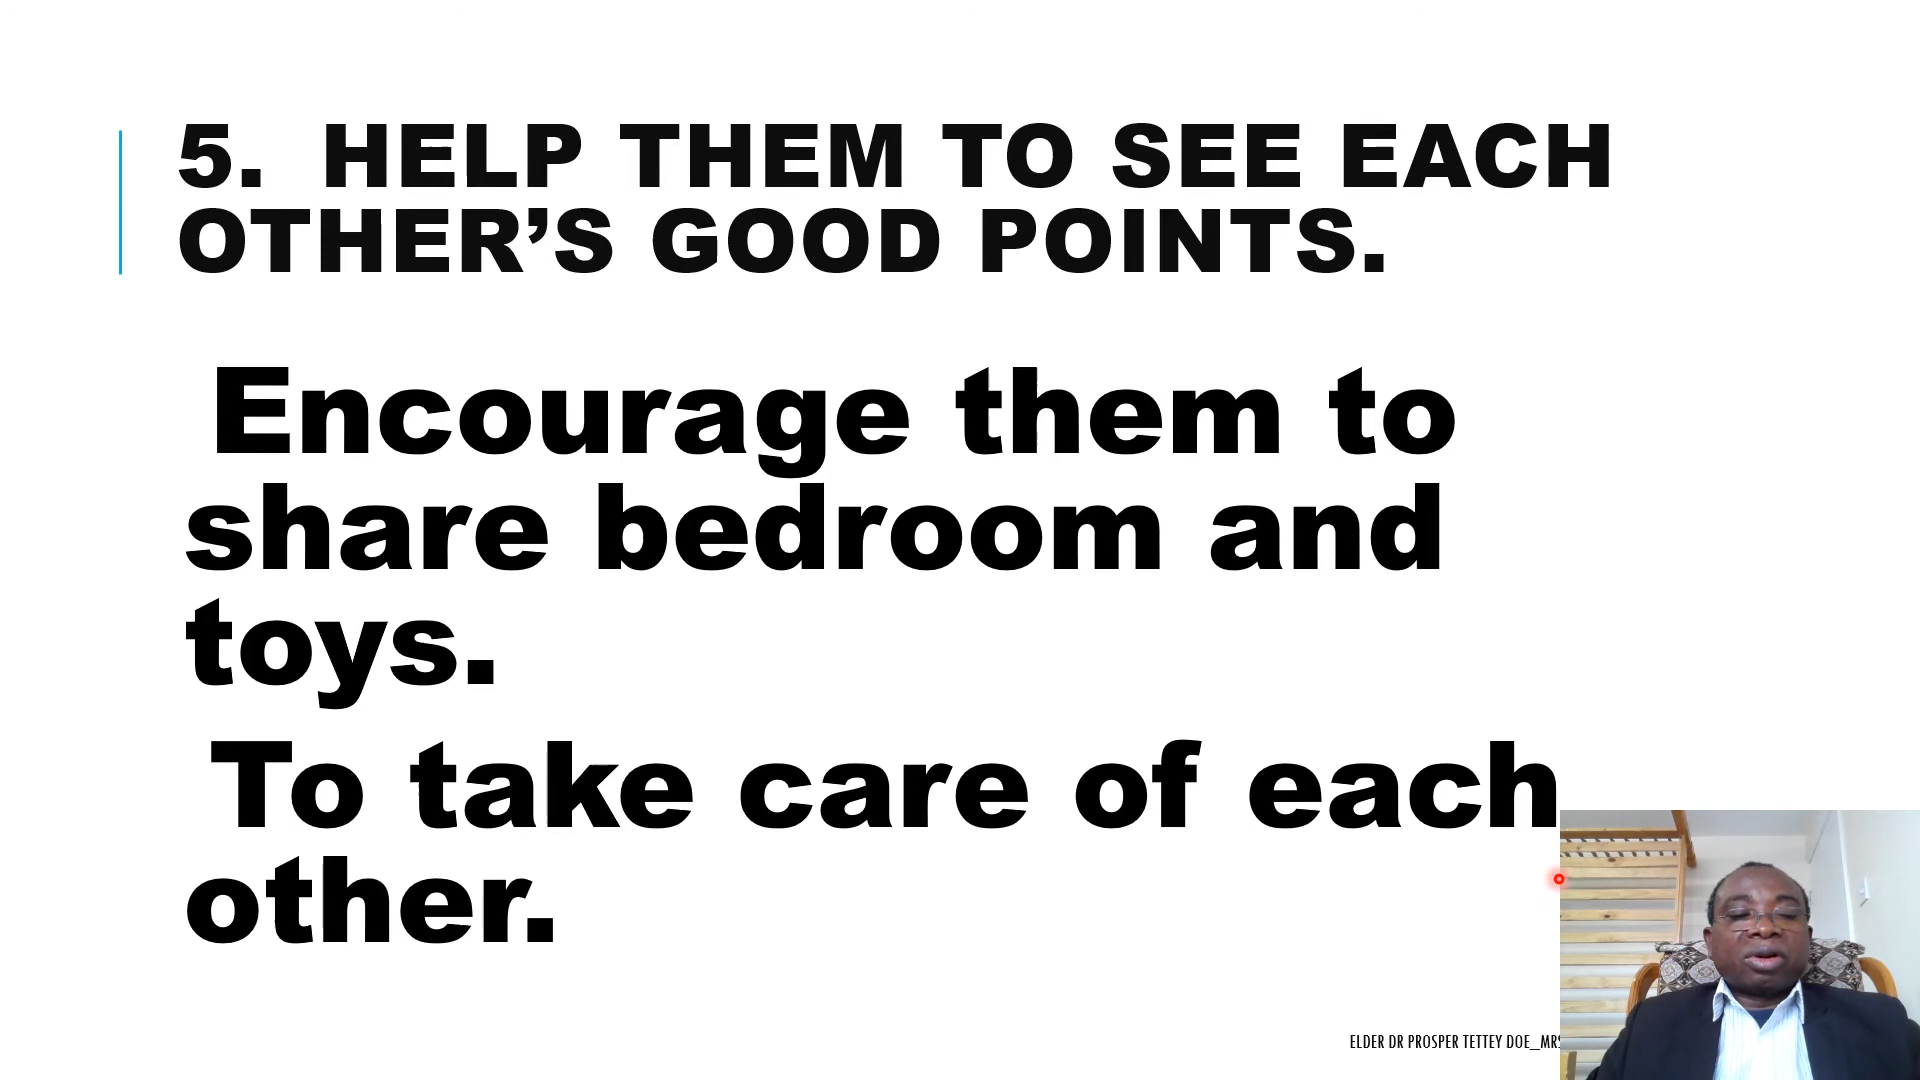 5. HELP THEM TO SEE EACH
OTHER’S GOOD POINTS.
Encourage them to
share bedroom and
toys.
To take care of each
other.
ELDER DR PROSPER TETTEY DOE_MRS